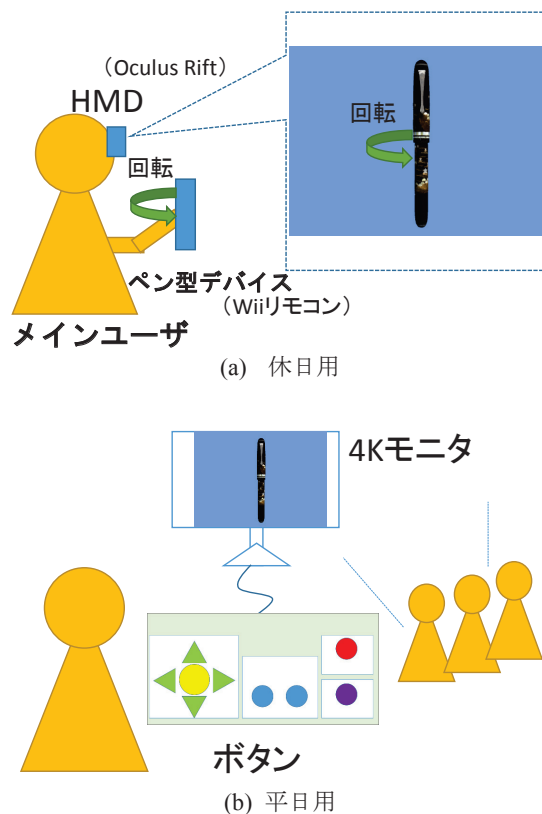 （Oculus Rift）
HMD
回転
回転
ペン型デバイス
（Wiiリモコン）
メインユーザ
(a) 休日用
4Kモニタ
ボタン
(b) 平日用